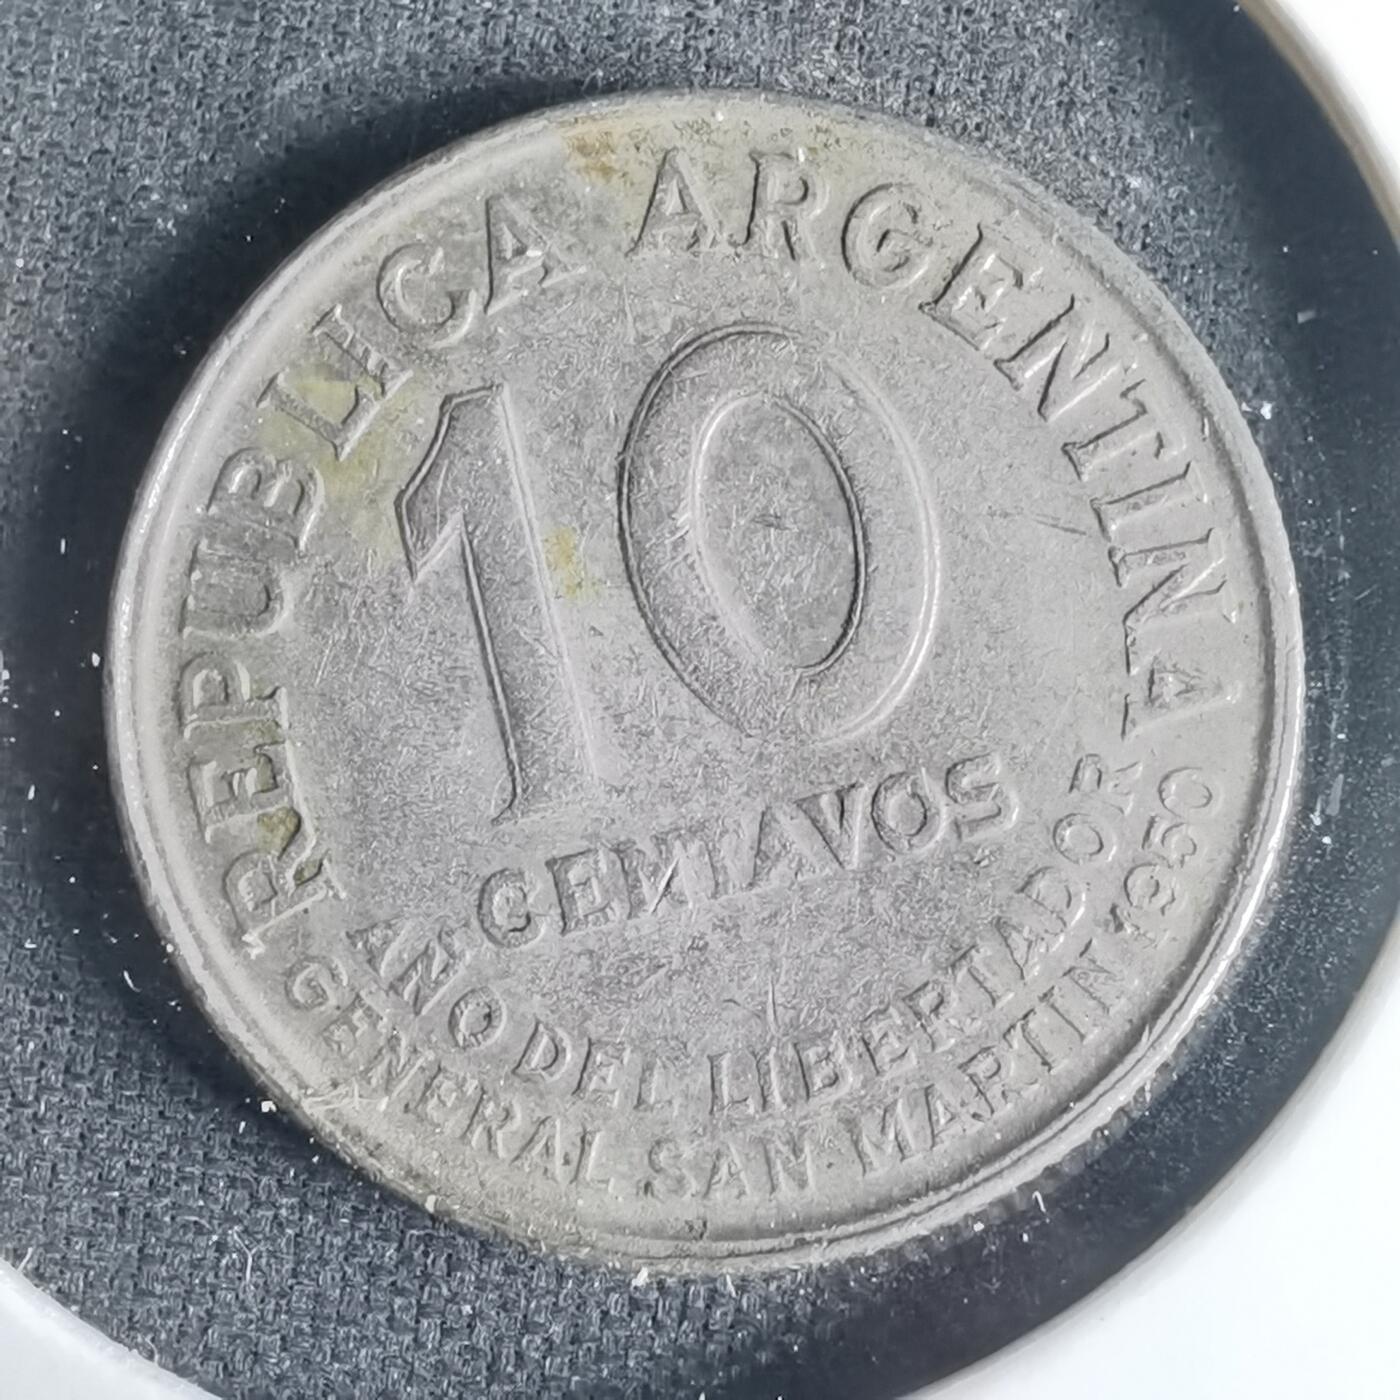 REPUBLICA ARGENTINA
10
CENTAVOS
AÑO DEL LIBERTADOR
GENERAL SAN MARTIN 1950